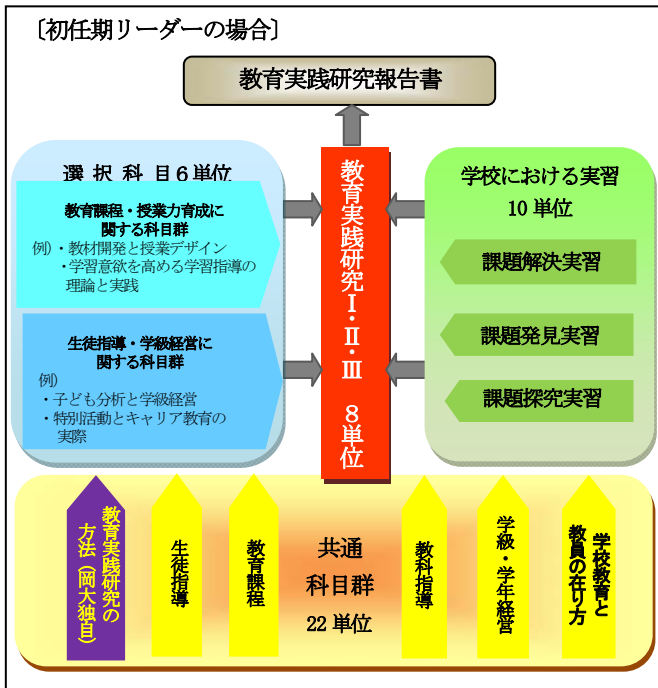 〔初任期リーダーの場合〕
教育実践研究報告書
選 択 科 目６単位
教育課程・授業力育成に
関する科目群
例）・教材開発と授業デザイン
・学習意欲を高める学習指導の
理論と実践
生徒指導・学級経営に
関する科目群
例）
・子ども分析と学級経営
・特別活動とキャリア教育の
実際
教育実践研究Ⅰ・Ⅱ・Ⅲ　８単位
学校における実習
10 単位
課題解決実習
課題発見実習
課題探究実習
教育実践研究の
方法（岡大独自）
生徒指導
教育課程
共通
科目群
22 単位
教科指導
学級・学年経営
学校教育と
教員の在り方